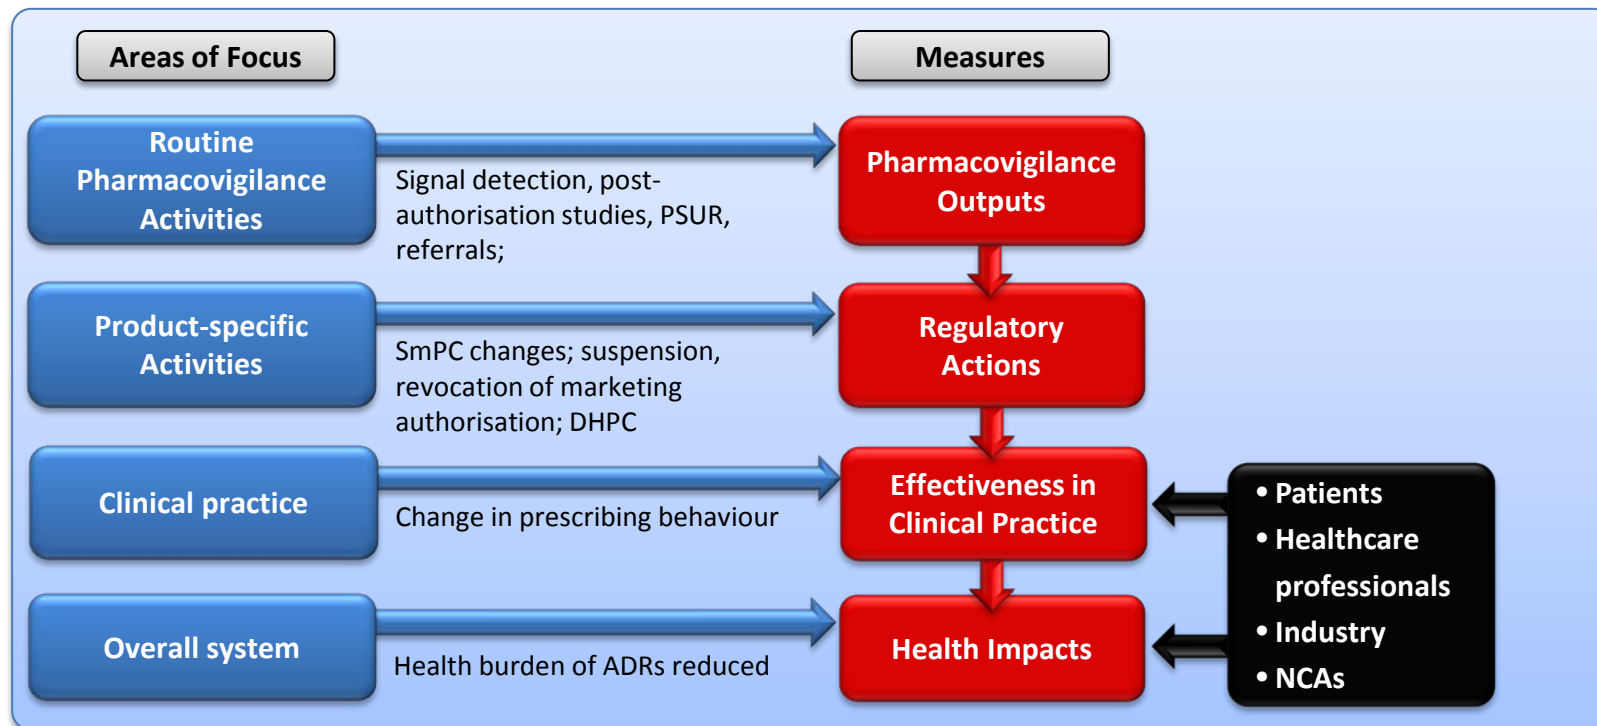 Areas of Focus
Measures
Routine
Pharmacovigilance
Activities
Signal detection, post-
authorisation studies, PSUR,
referrals;
Pharmacovigilance
Outputs
Product-specific
Activities
SmPC changes; suspension,
revocation of marketing
authorisation; DHPC
Regulatory
Actions
Clinical practice
Change in prescribing behaviour
Effectiveness in
Clinical Practice
Overall system
Health burden of ADRs reduced
Health Impacts
• Patients
• Healthcare
professionals
• Industry
• NCAs